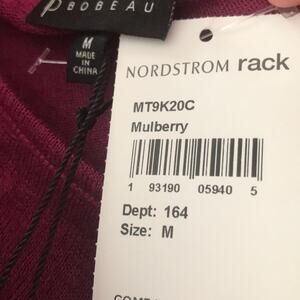 BOBEAU
M
MADE IN
CHINA
NORDSTROM rack
MT9K20C
Mulberry
1 93190 05940 5
Dept: 164
Size: M